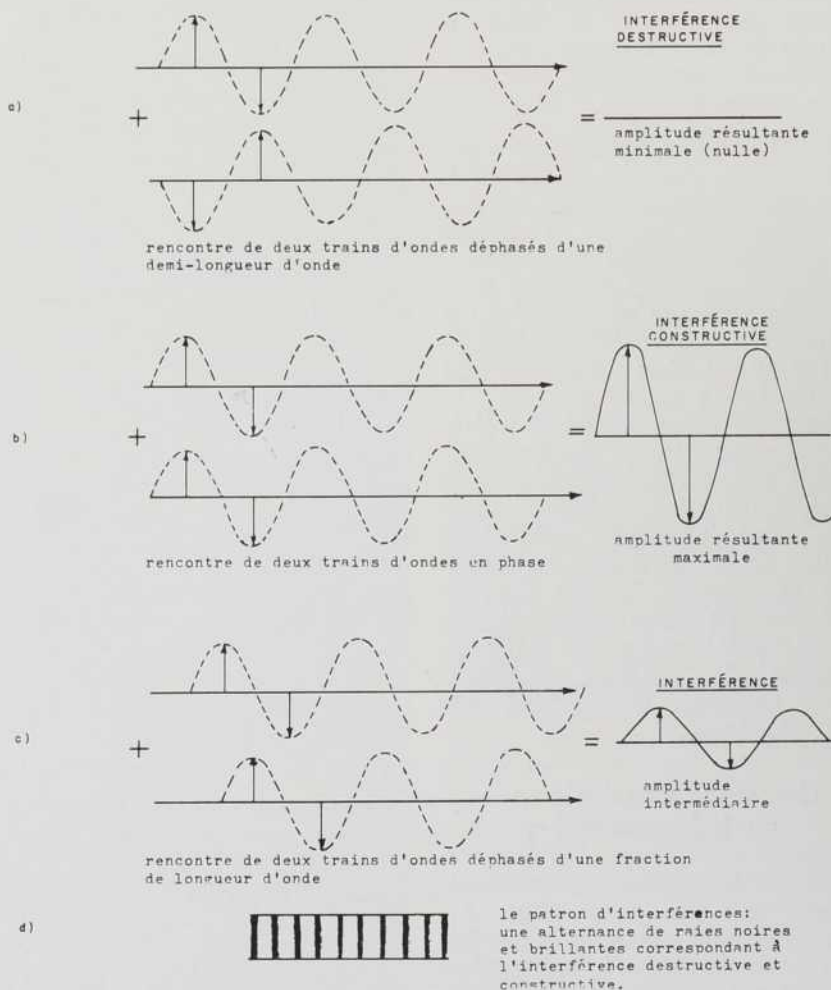 a)
+
INTERFÉRENCE
DESTRUCTIVE
=
amplitude résultante
minimale (nulle)
rencontre de deux trains d'ondes déphasés d'une
demi-longueur d'onde
b)
+
INTERFÉRENCE
CONSTRUCTIVE
=
amplitude résultante
maximale
rencontre de deux trains d'ondes en phase
c)
+
INTERFÉRENCE
=
amplitude
intermédiaire
rencontre de deux trains d'ondes déphasés d'une fraction
de longueur d'onde
d)
le patron d'interférences:
une alternance de raies noires
et brillantes correspondant à
l'interférence destructive et
constructive.